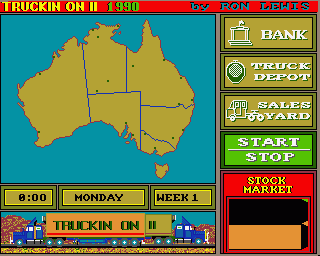 TRUCKIN ON II 1990 by RON LEWIS
BANK
TRUCK
DEPOT
SALES
YARD
START
STOP
STOCK
MARKET
0:00 MONDAY WEEK 1
TRUCKIN ON II